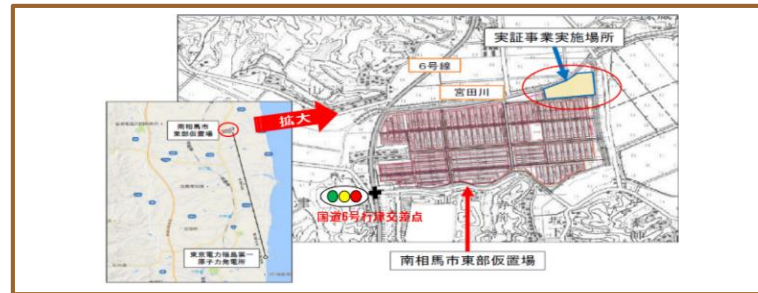 実証事業実施場所
6号線
宮田川
拡大
南相馬市
東部仮置場
国道6号行津交差点
東京電力福島第一
原子力発電所
南相馬市東部仮置場